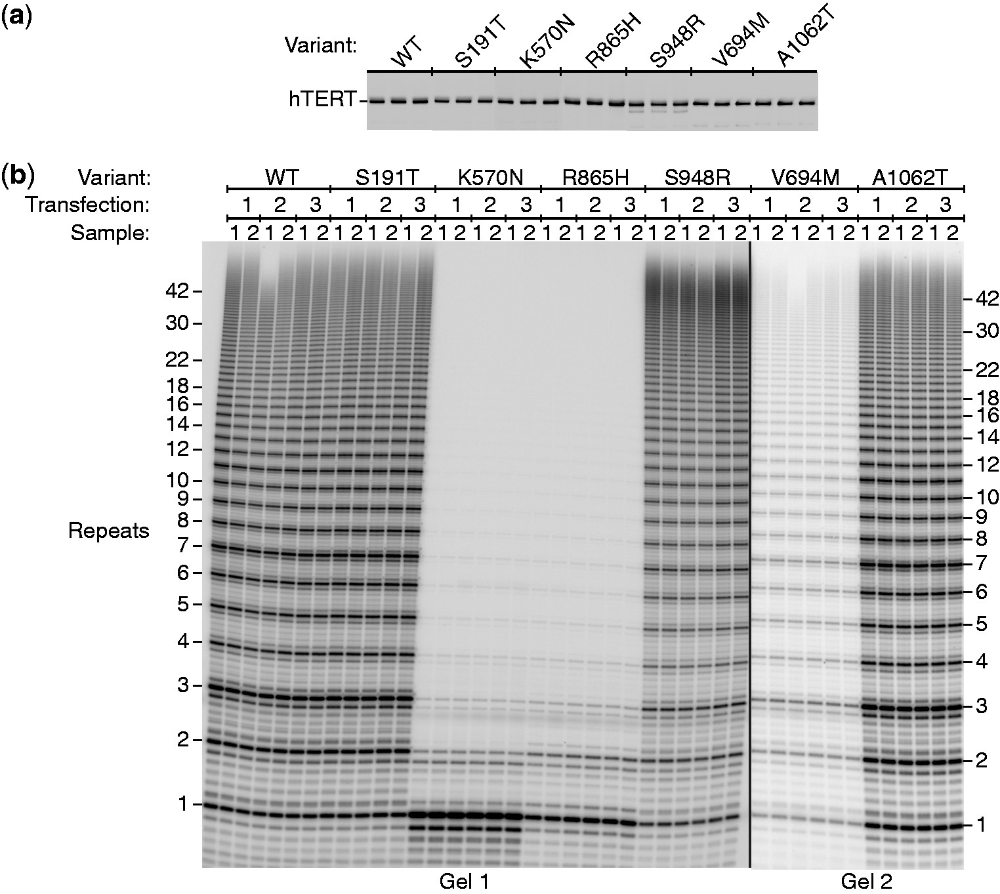 (a)
Variant: WT S191T K570N R865H S948R V694M A1062T
hTERT
(b)
Variant: WT S191T K570N R865H S948R V694M A1062T
Transfection: 1 2 3 1 2 3 1 2 3 1 2 3 1 2 3 1 2 3 1 2 3
Sample: 1 2 1 2 1 2 1 2 1 2 1 2 1 2 1 2 1 2 1 2 1 2 1 2 1 2 1 2 1 2 1 2 1 2 1 2 1 2 1 2 1 2
42 42
30 30
22 22
18 18
16 16
14 14
12 12
10 10
9 9
8 8
Repeats
7 7
6 6
5 5
4 4
3 3
2 2
1 1
Gel 1 Gel 2